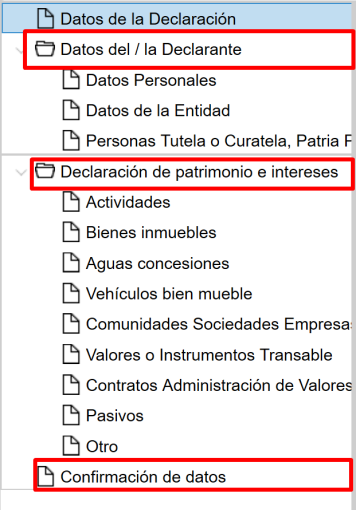 Datos de la Declaración
Datos del / la Declarante
Datos Personales
Datos de la Entidad
Personas Tutela o Curatela, Patria
Declaración de patrimonio e intereses
Actividades
Bienes inmuebles
Aguas concesiones
Vehículos bien mueble
Comunidades Sociedades Empresas
Valores o Instrumentos Transable
Contratos Administración de Valores
Pasivos
Otro
Confirmación de datos